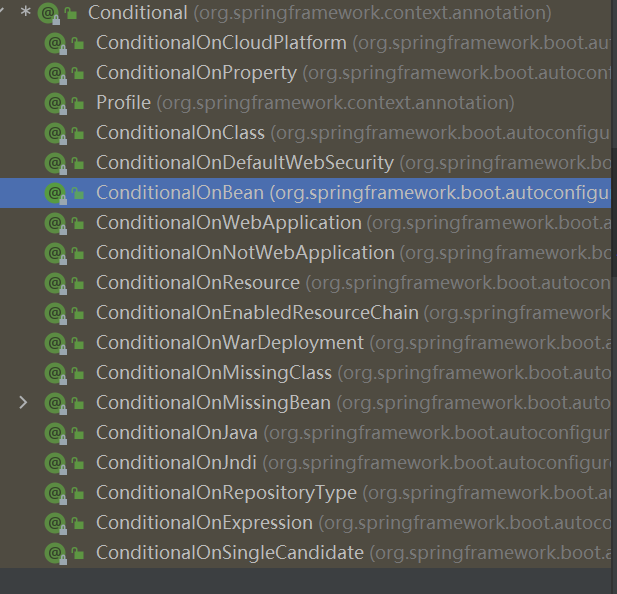 * Conditional (org.springframework.context.annotation)
ConditionalOnCloudPlatform (org.springframework.boot.au
ConditionalOnProperty (org.springframework.boot.autoconf
Profile (org.springframework.context.annotation)
ConditionalOnClass (org.springframework.boot.autoconfigu
ConditionalOnDefaultWebSecurity (org.springframework.bo
ConditionalOnBean (org.springframework.boot.autoconfigu
ConditionalOnWebApplication (org.springframework.boot.a
ConditionalOnNotWebApplication (org.springframework.bo
ConditionalOnResource (org.springframework.boot.autocon
ConditionalOnEnabledResourceChain (org.springframework
ConditionalOnWarDeployment (org.springframework.boot.a
ConditionalOnMissingClass (org.springframework.boot.auto
ConditionalOnMissingBean (org.springframework.boot.auto
ConditionalOnJava (org.springframework.boot.autoconfigur
ConditionalOnJndi (org.springframework.boot.autoconfigure
ConditionalOnRepositoryType (org.springframework.boot.au
ConditionalOnExpression (org.springframework.boot.autoco
ConditionalOnSingleCandidate (org.springframework.boot.a